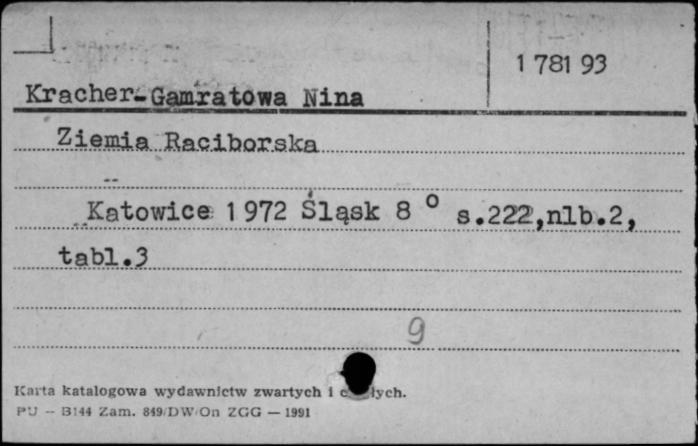 1 781 93
Kracher-Gamratowa Nina
Ziemia Raciborska
Katowice 1972 Śląsk 8° s.222,nlb.2,
tabl.3
9
Karta katalogowa wydawnictw zwartych i
PU — B144 Zam. 849/DW/On ZGG — 1991